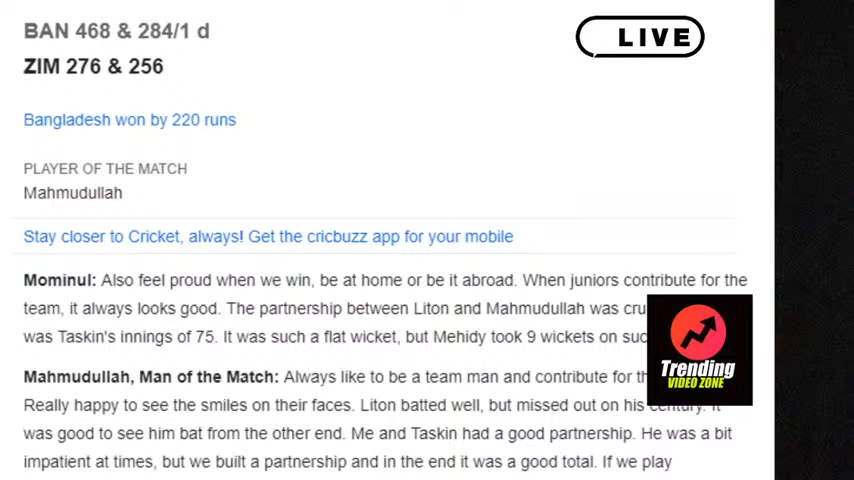 BAN 468 & 284/1 d
LIVE
ZIM 276 & 256
Bangladesh won by 220 runs
PLAYER OF THE MATCH
Mahmudullah
Stay closer to Cricket, always! Get the cricbuzz app for your mobile
Mominul: Also feel proud when we win, be at home or be it abroad. When juniors contribute for the
team, it always looks good. The partnership between Liton and Mahmudullah was
was Taskin's innings of 75. It was such a flat wicket, but Mehidy took 9 wickets on
Mahmudullah, Man of the Match: Always like to be a team man and contribute for
Really happy to see the smiles on their faces. Liton batted well, but missed out on his century. It
was good to see him bat from the other end. Me and Taskin had a good partnership. He was a bit
impatient at times, but we built a partnership and in the end it was a good total. If we play
Trending
VIDEO ZONE